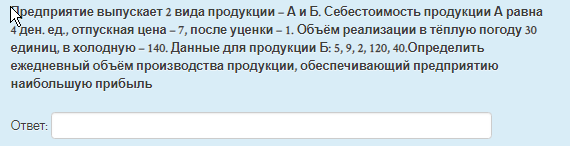 Предприятие выпускает 2 вида продукции – А и Б. Себестоимость продукции А равна
4 ден. ед., отпускная цена – 7, после уценки – 1. Объём реализации в тёплую погоду 30
единиц, в холодную – 140. Данные для продукции Б: 5, 9, 2, 120, 40.Определить
ежедневный объём производства продукции, обеспечивающий предприятию
наибольшую прибыль
Ответ: